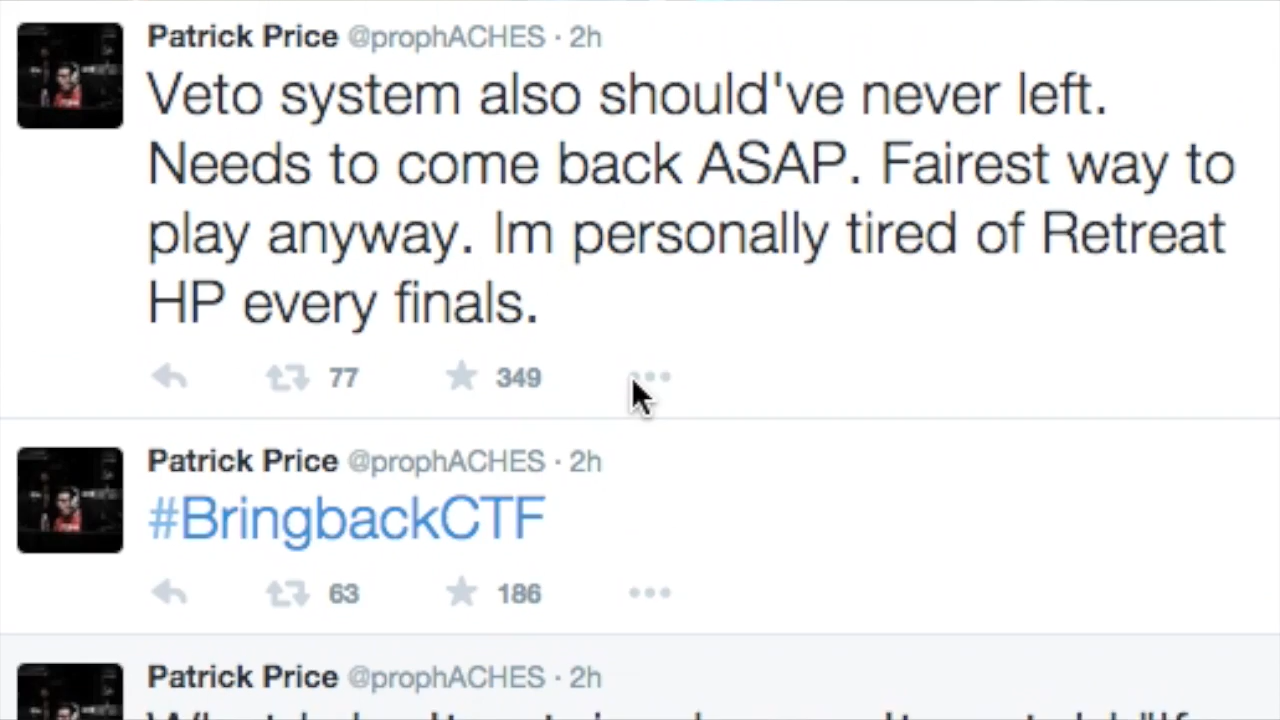 Patrick Price @prophACHES · 2h
Veto system also should've never left.
Needs to come back ASAP. Fairest way to
play anyway. Im personally tired of Retreat
HP every finals.
77 349
Patrick Price @prophACHES · 2h
#BringbackCTF
63 186
Patrick Price @prophACHES · 2h